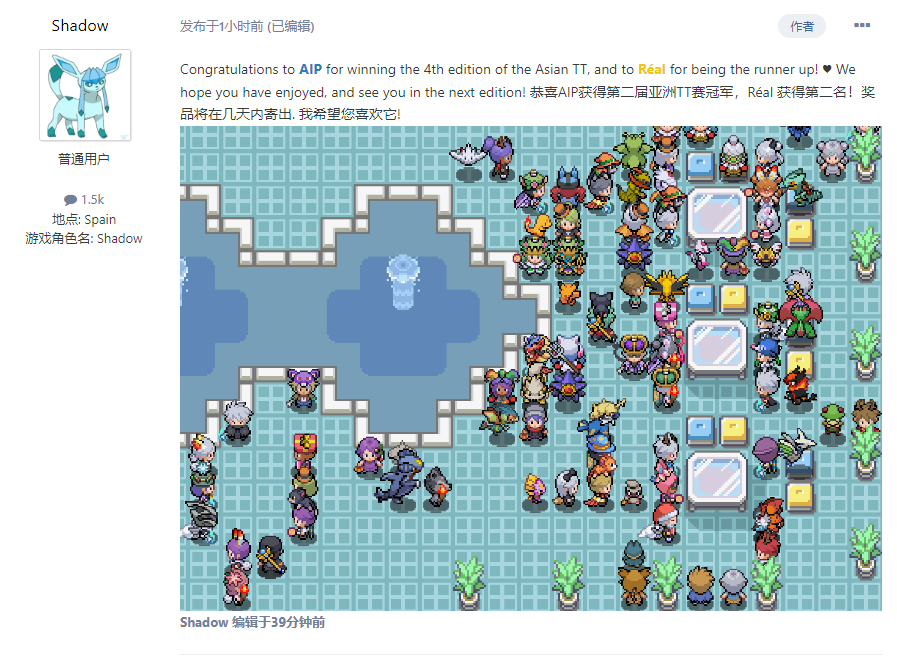 Shadow
发布于1小时前 (已编辑)
作者
Congratulations to AIP for winning the 4th edition of the Asian TT, and to Réal for being the runner up! ♥ We
hope you have enjoyed, and see you in the next edition! 恭喜AIP获得第二届亚洲TT赛冠军，Réal 获得第二名！奖
品将在几天内寄出. 我希望您喜欢它!
普通用户
1.5k
地点: Spain
游戏角色名: Shadow
Shadow 编辑于39分钟前